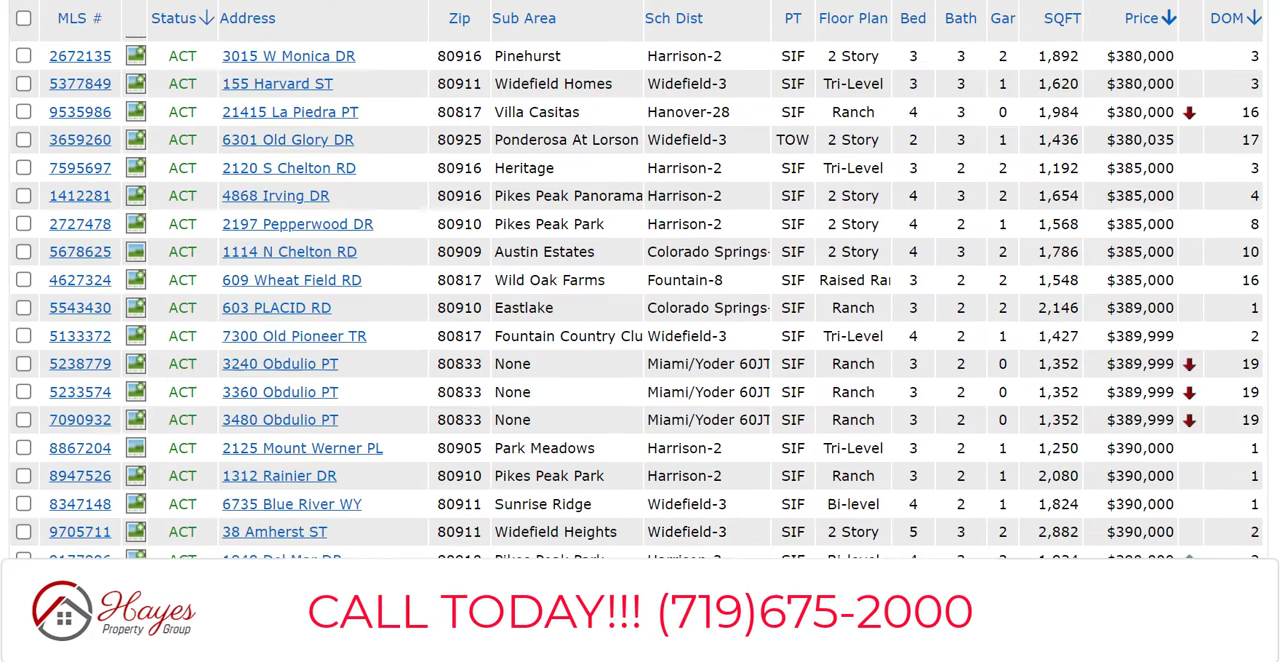 MLS # Status Address Zip Sub Area Sch Dist PT Floor Plan Bed Bath Gar SQFT Price DOM
2672135 ACT 3015 W Monica DR 80916 Pinehurst Harrison-2 SIF 2 Story 3 3 2 1,892 $380,000 3
5377849 ACT 155 Harvard ST 80911 Widefield Homes Widefield-3 SIF Tri-Level 3 3 1 1,620 $380,000 3
9535986 ACT 21415 La Piedra PT 80817 Villa Casitas Hanover-28 SIF Ranch 4 3 0 1,984 $380,000 16
3659260 ACT 6301 Old Glory DR 80925 Ponderosa At Lorson Widefield-3 TOW 2 Story 2 3 1 1,436 $380,035 17
7595697 ACT 2120 S Chelton RD 80916 Heritage Harrison-2 SIF Tri-Level 3 2 2 1,192 $385,000 3
1412281 ACT 4868 Irving DR 80916 Pikes Peak Panorama Harrison-2 SIF 2 Story 4 3 2 1,654 $385,000 4
2727478 ACT 2197 Pepperwood DR 80910 Pikes Peak Park Harrison-2 SIF 2 Story 4 2 1 1,568 $385,000 8
5678625 ACT 1114 N Chelton RD 80909 Austin Estates Colorado Springs- SIF 2 Story 4 3 2 1,786 $385,000 10
4627324 ACT 609 Wheat Field RD 80817 Wild Oak Farms Fountain-8 SIF Raised Rar 3 2 2 1,548 $385,000 16
5543430 ACT 603 PLACID RD 80910 Eastlake Colorado Springs- SIF Ranch 3 2 2 2,146 $389,000 1
5133372 ACT 7300 Old Pioneer TR 80817 Fountain Country Clu Widefield-3 SIF Tri-Level 4 2 1 1,427 $389,999 2
5238779 ACT 3240 Obdulio PT 80833 None Miami/Yoder 60JT SIF Ranch 3 2 0 1,352 $389,999 19
5233574 ACT 3360 Obdulio PT 80833 None Miami/Yoder 60JT SIF Ranch 3 2 0 1,352 $389,999 19
7090932 ACT 3480 Obdulio PT 80833 None Miami/Yoder 60JT SIF Ranch 3 2 0 1,352 $389,999 19
8867204 ACT 2125 Mount Werner PL 80905 Park Meadows Harrison-2 SIF Tri-Level 3 2 1 1,250 $390,000 1
8947526 ACT 1312 Rainier DR 80910 Pikes Peak Park Harrison-2 SIF Ranch 3 2 1 2,080 $390,000 1
8347148 ACT 6735 Blue River WY 80911 Sunrise Ridge Widefield-3 SIF Bi-level 4 2 1 1,824 $390,000 1
9705711 ACT 38 Amherst ST 80911 Widefield Heights Widefield-3 SIF 2 Story 5 3 2 2,882 $390,000 2
Hayes
Property Group
CALL TODAY!!! (719)675-2000